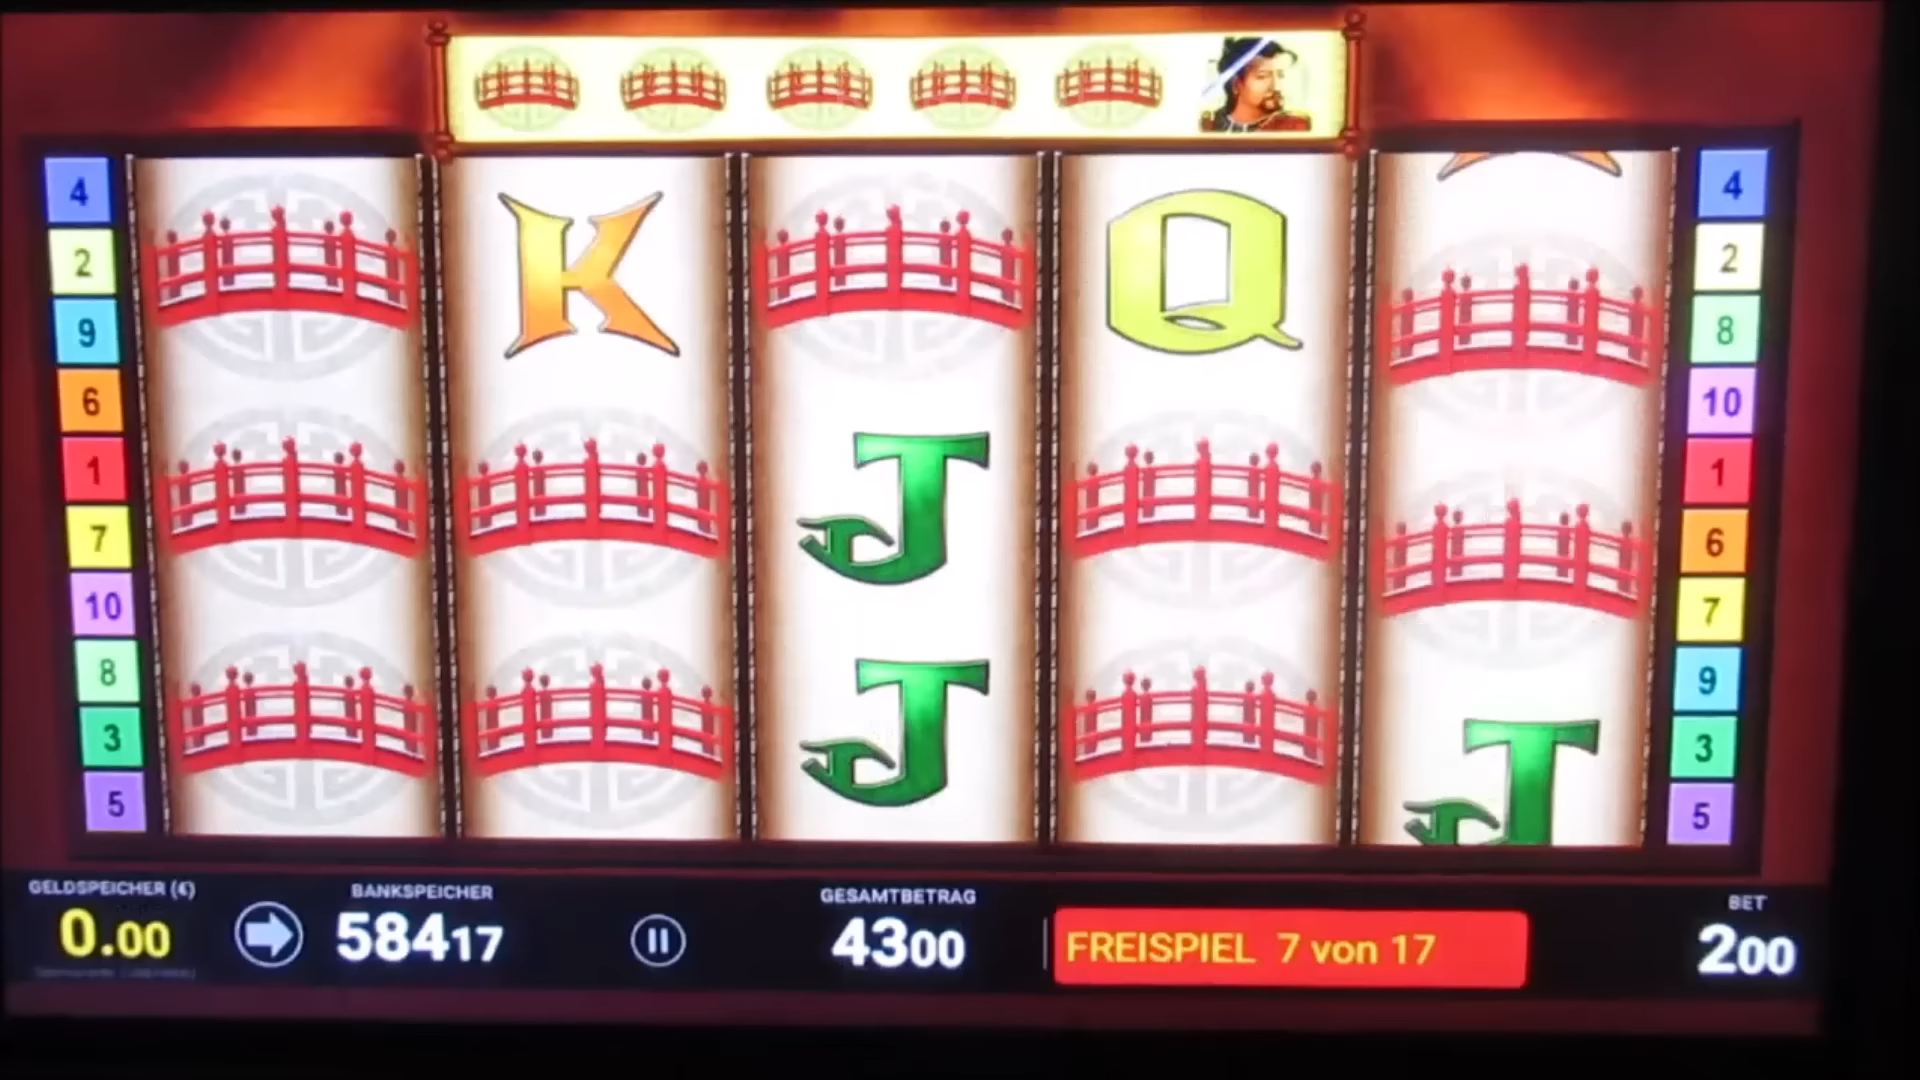 4 K Q 4
2 2
9 8
6 10
1 J 1
7 6
10 7
8 J 9
3 J 3
5 5
GELDSPEICHER (€) BANKSPEICHER GESAMTBETRAG BET
0.00 58417 4300 FREISPIEL 7 von 17 200